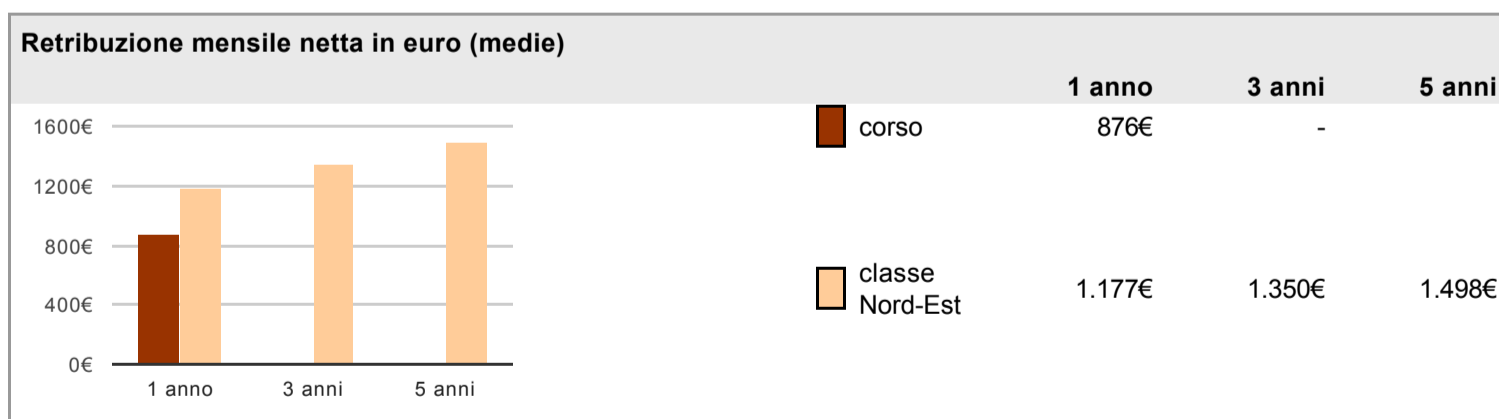 Retribuzione mensile netta in euro (medie)
1 anno 3 anni 5 anni
1600€
1200€
800€
400€
0€
1 anno 3 anni 5 anni
corso 876€ -
classe
Nord-Est 1.177€ 1.350€ 1.498€